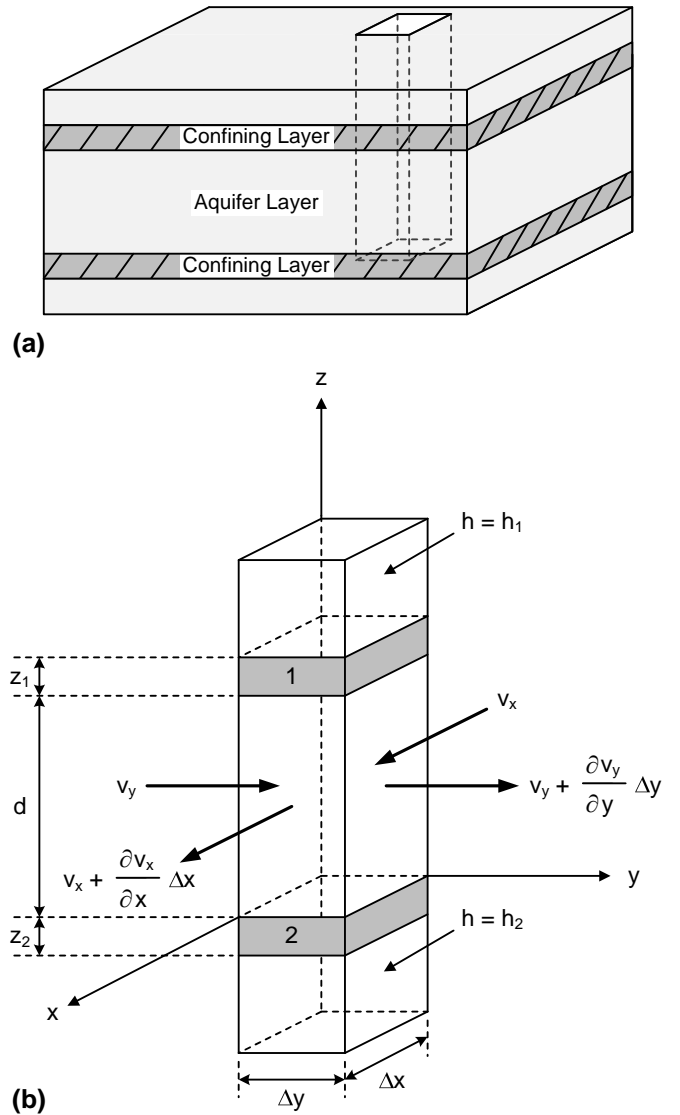 Confining Layer
Aquifer Layer
Confining Layer
(a)
z
h = h₁
z₁
1
vₓ
d
v_y
v_y + ∂v_y/∂y Δy
vₓ + ∂vₓ/∂x Δx
y
z₂
2
h = h₂
x
Δy
Δx
(b)